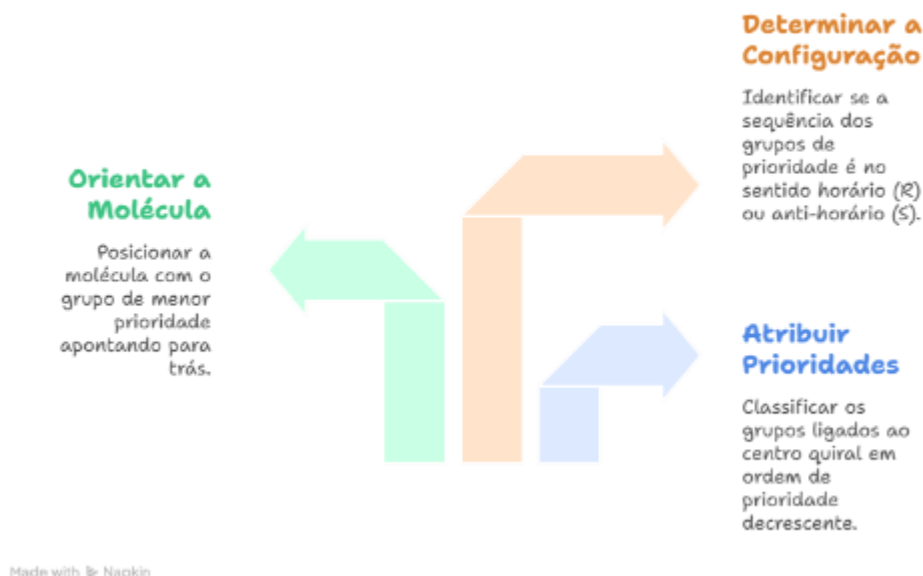 Determinar a
Configuração
Identificar se a
sequência dos
grupos de
prioridade é no
sentido horário (R)
ou anti-horário (S).
Orientar a
Molécula
Posicionar a
molécula com o
grupo de menor
prioridade
apontando para
trás.
Atribuir
Prioridades
Classificar os
grupos ligados ao
centro quiral em
ordem de
prioridade
decrescente.
Made with Napkin